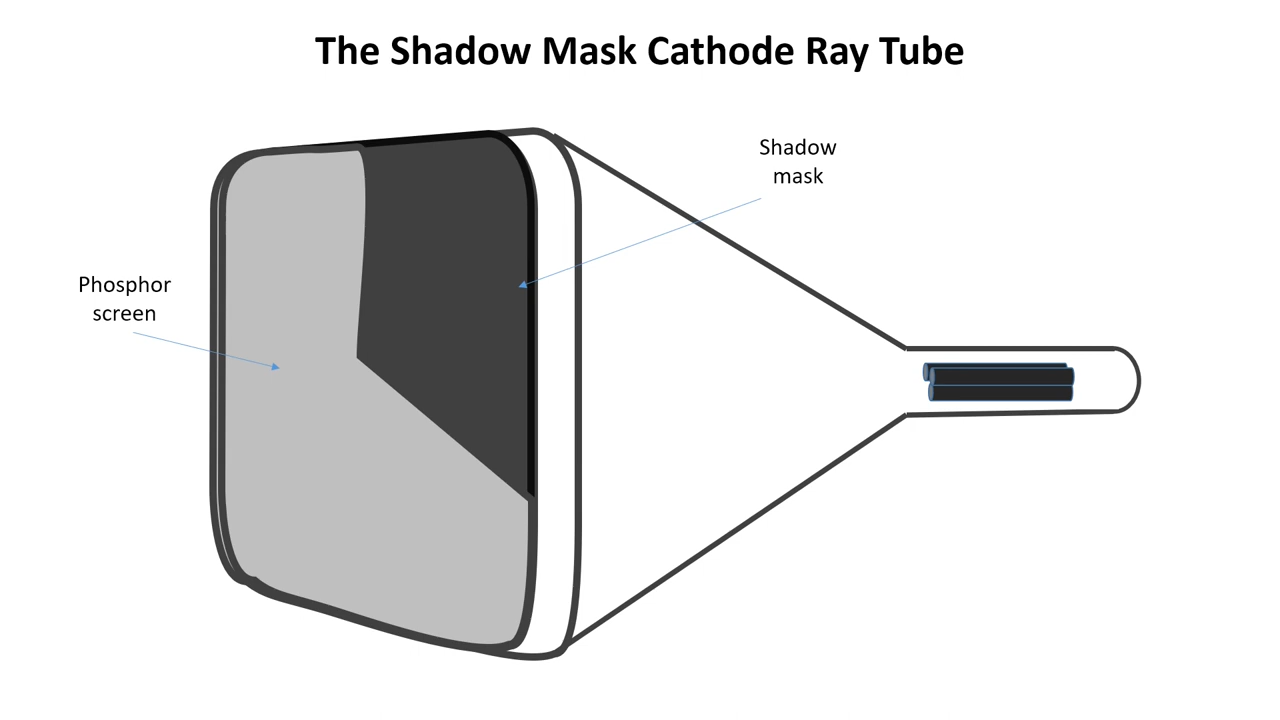 The Shadow Mask Cathode Ray Tube
Shadow
mask
Phosphor
screen